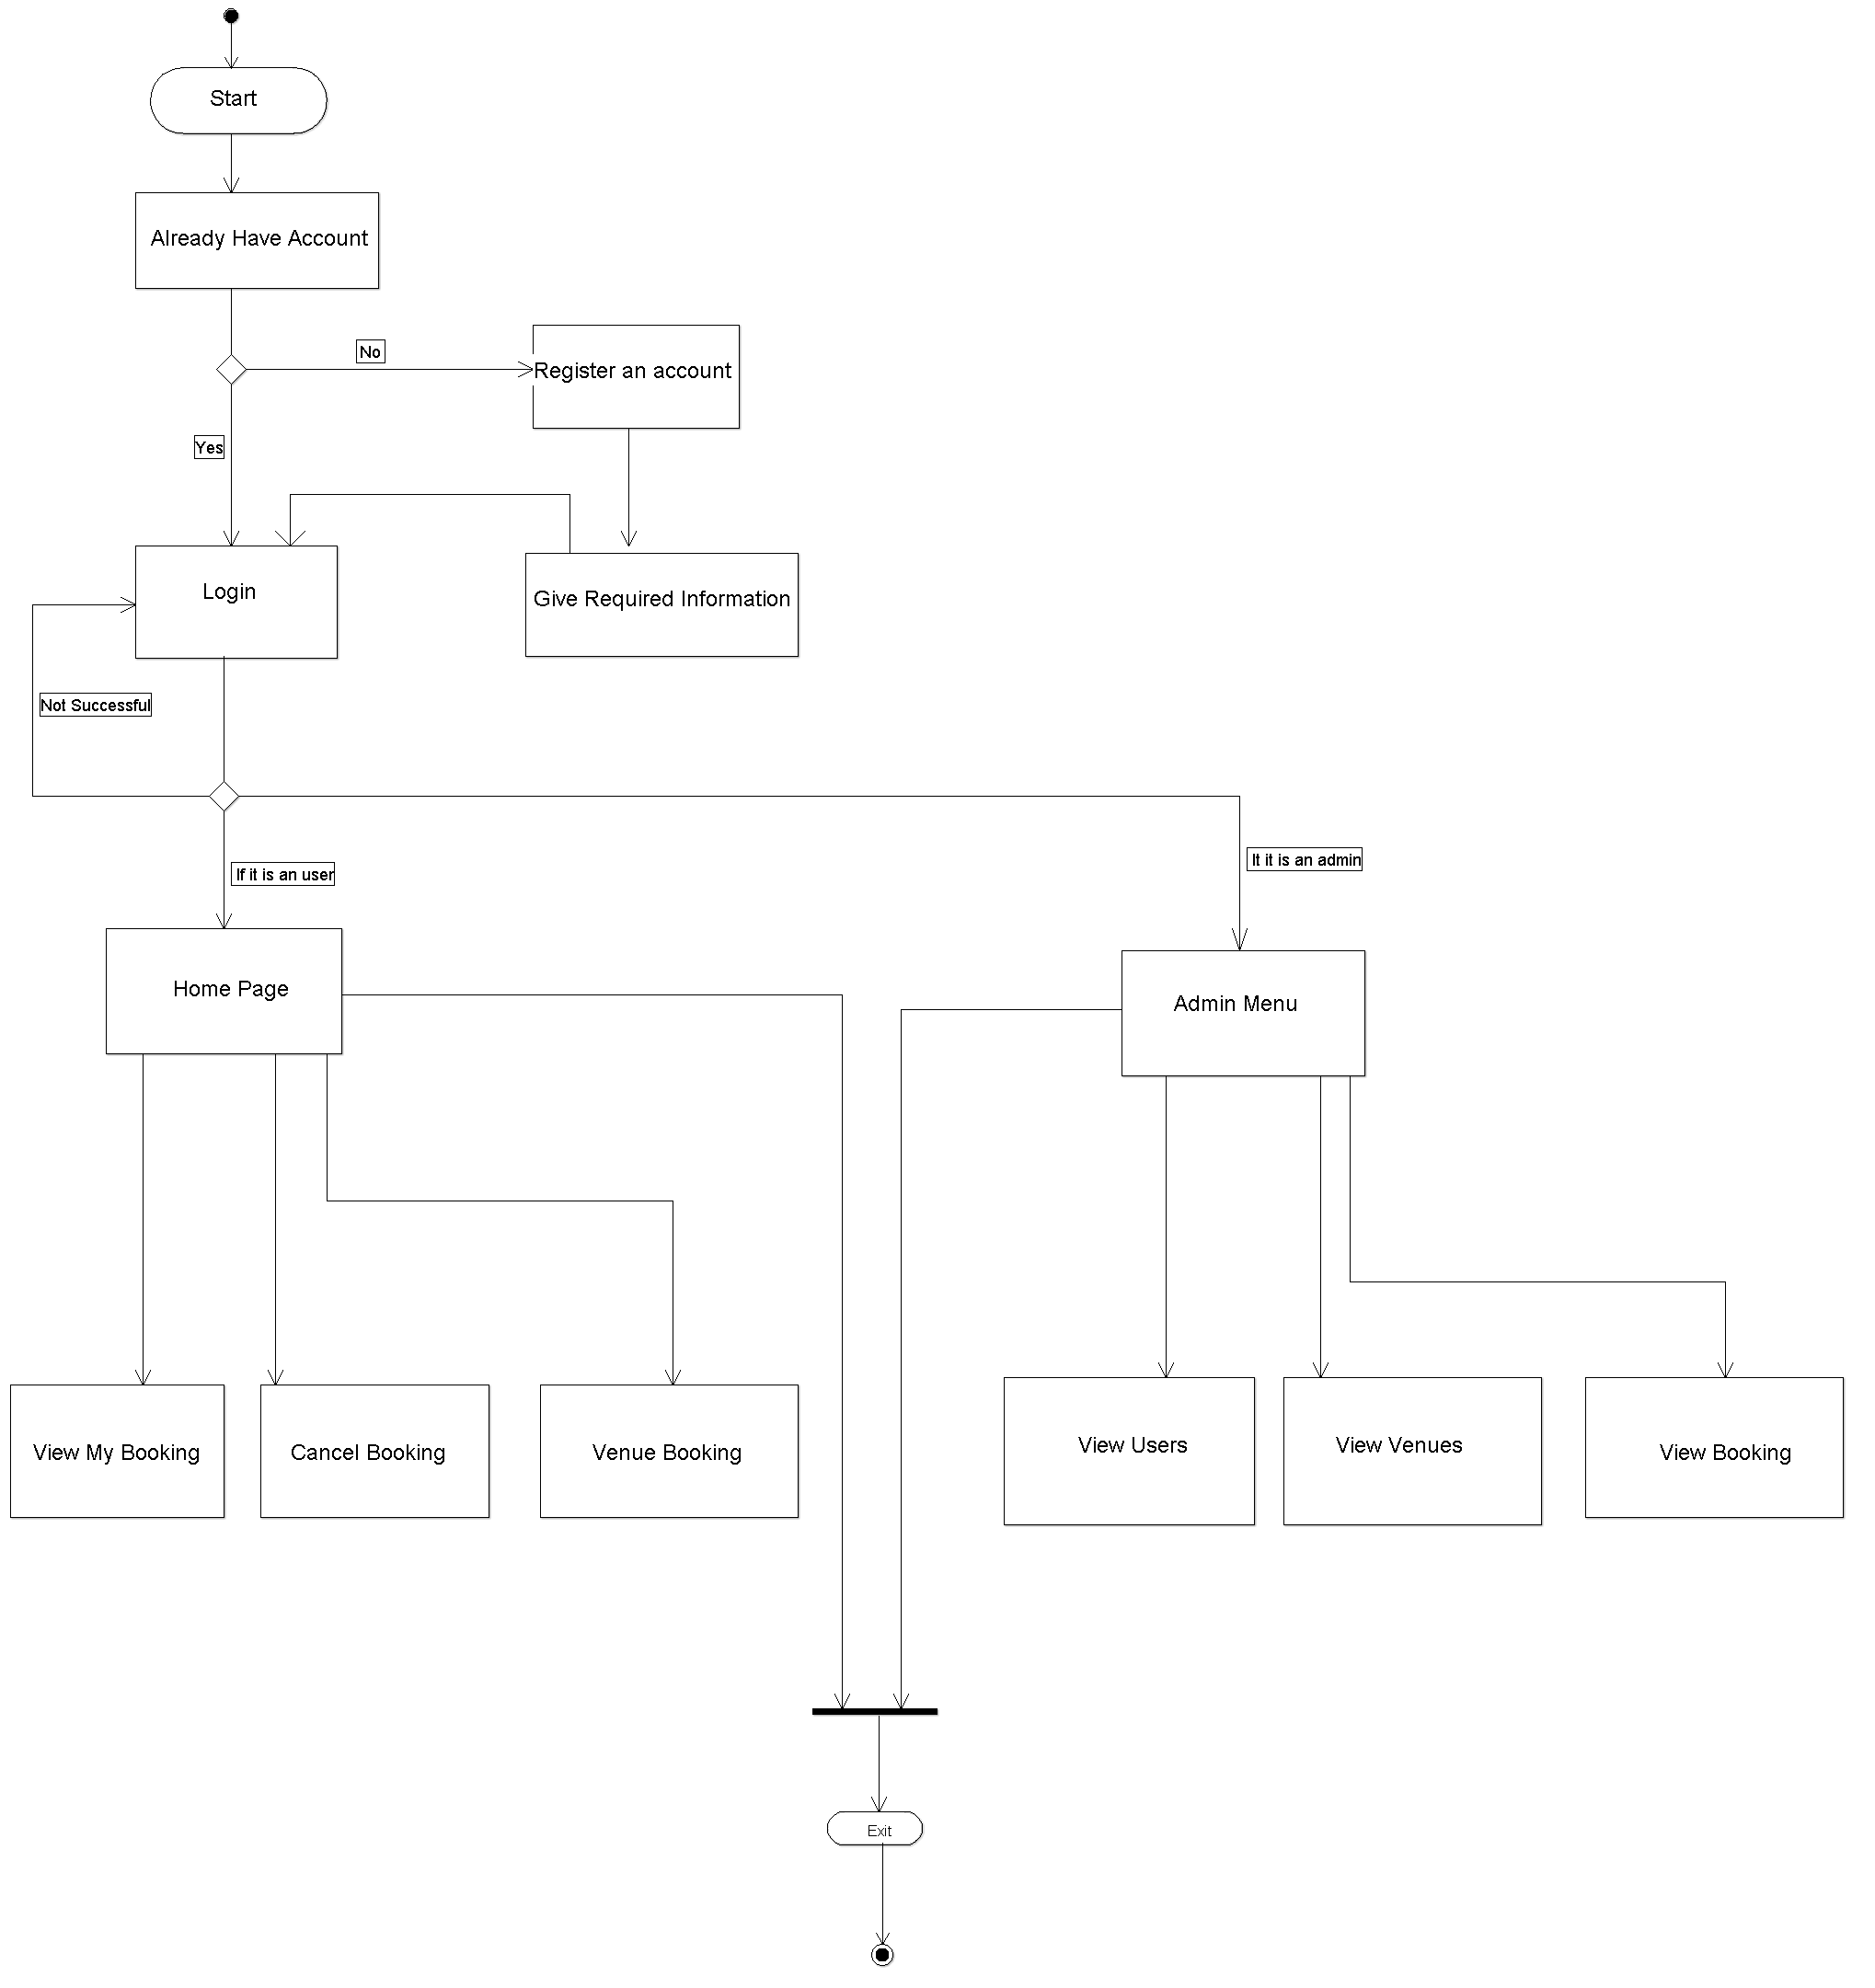 Start
Already Have Account
No
Register an account
Yes
Login
Give Required Information
Not Successful
If it is an user
It it is an admin
Home Page
Admin Menu
View My Booking
Cancel Booking
Venue Booking
View Users
View Venues
View Booking
Exit